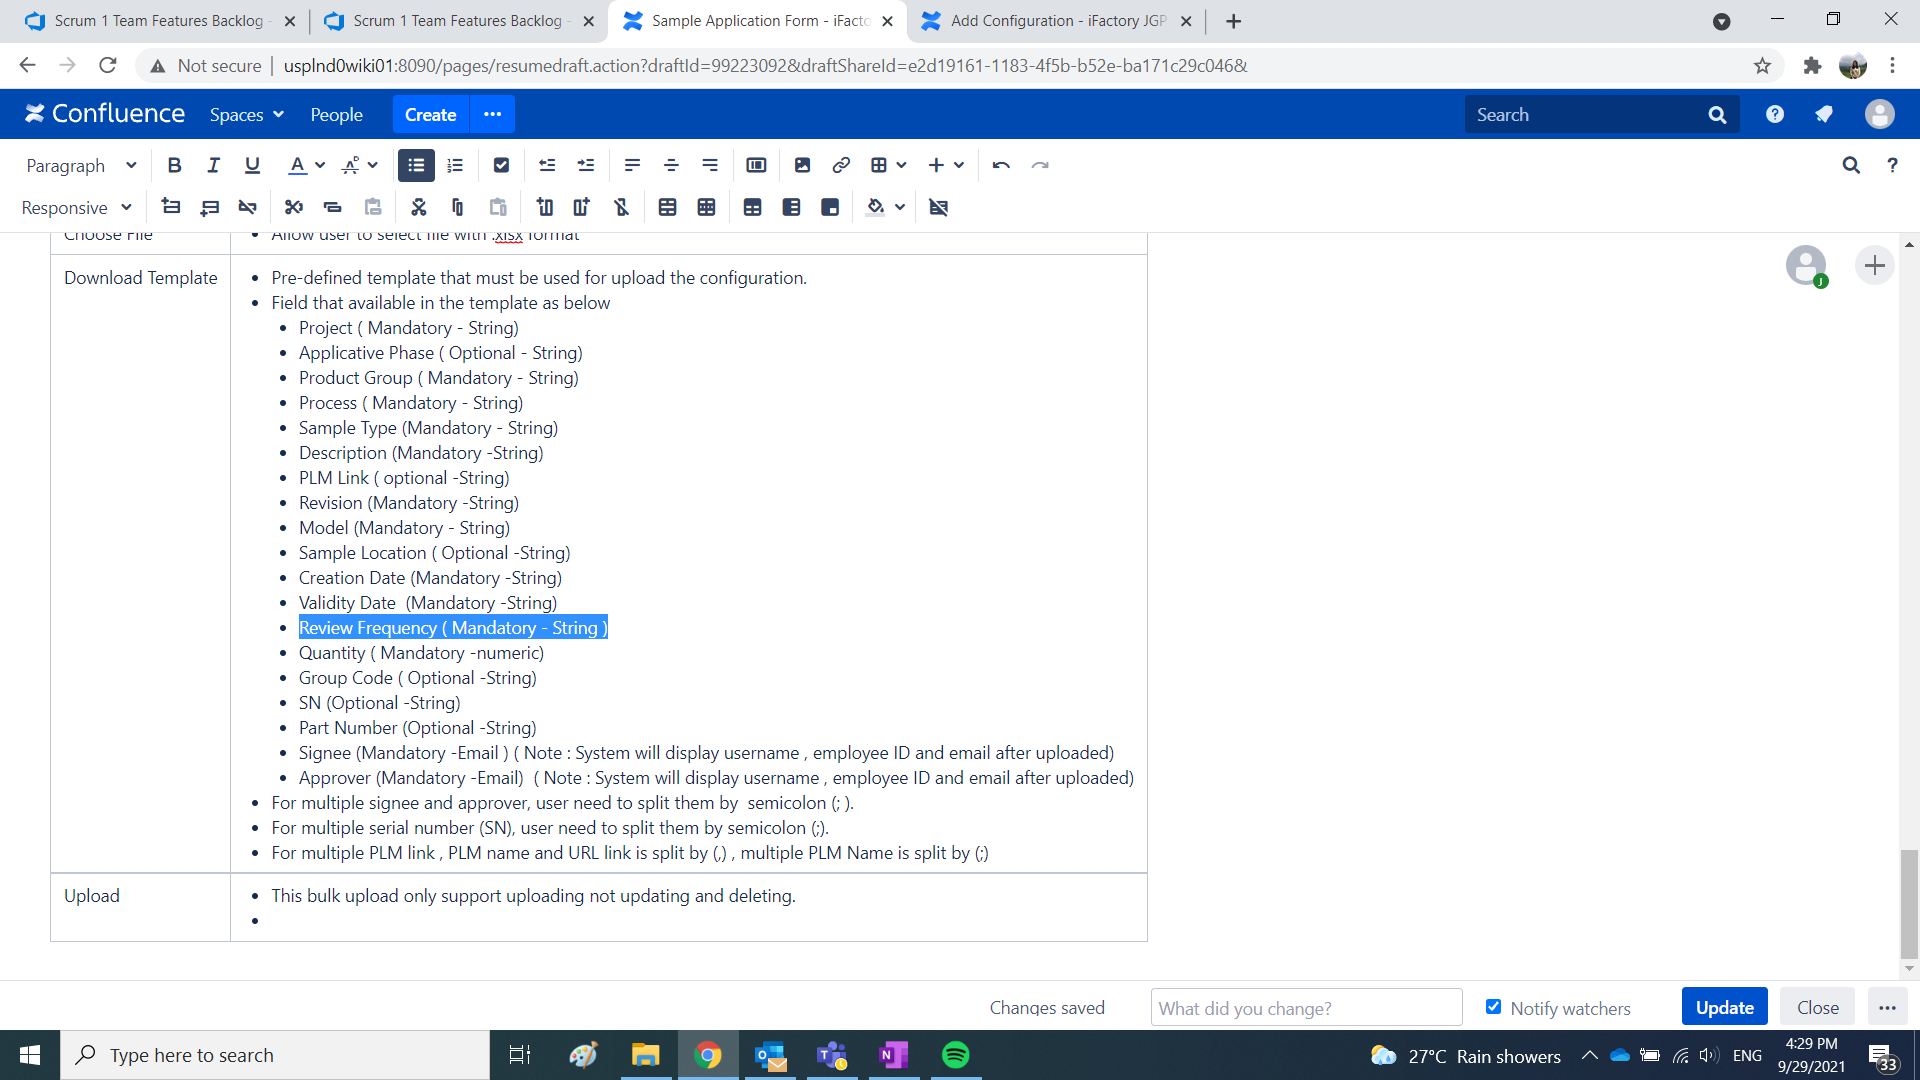 Scrum 1 Team Features Backlog -
Scrum 1 Team Features Backlog -
Sample Application Form - iFacto
Add Configuration - iFactory JGP
Not secure | usplnd0wiki01:8090/pages/resumedraft.action?draftId=99223092&draftShareId=e2d19161-1183-4f5b-b52e-ba171c29c046&
Confluence Spaces People Create ••• Search
Paragraph B I U A
Responsive
Choose File
• Allow user to select file with .xlsx format
Download Template
• Pre-defined template that must be used for upload the configuration.
• Field that available in the template as below
• Project ( Mandatory - String)
• Applicative Phase ( Optional - String)
• Product Group ( Mandatory - String)
• Process ( Mandatory - String)
• Sample Type (Mandatory - String)
• Description (Mandatory -String)
• PLM Link ( optional -String)
• Revision (Mandatory -String)
• Model (Mandatory - String)
• Sample Location ( Optional -String)
• Creation Date (Mandatory -String)
• Validity Date  (Mandatory -String)
• Review Frequency ( Mandatory - String )
• Quantity ( Mandatory -numeric)
• Group Code ( Optional -String)
• SN (Optional -String)
• Part Number (Optional -String)
• Signee (Mandatory -Email ) ( Note : System will display username , employee ID and email after uploaded)
• Approver (Mandatory -Email)  ( Note : System will display username , employee ID and email after uploaded)
• For multiple signee and approver, user need to split them by  semicolon (; ).
• For multiple serial number (SN), user need to split them by semicolon (;).
• For multiple PLM link , PLM name and URL link is split by (,) , multiple PLM Name is split by (;)
Upload
• This bulk upload only support uploading not updating and deleting.
•
J
Changes saved What did you change? Notify watchers Update Close •••
Type here to search
27°C Rain showers ENG
4:29 PM
9/29/2021
33